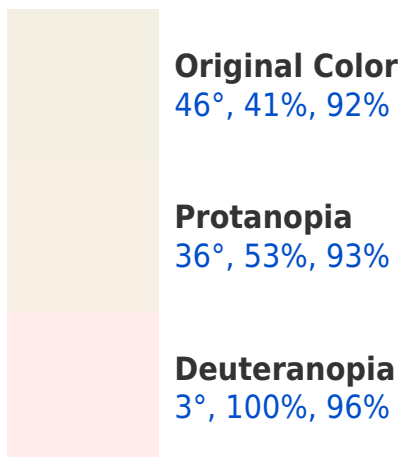 Original Color
46°, 41%, 92%
Protanopia
36°, 53%, 93%
Deuteranopia
3°, 100%, 96%